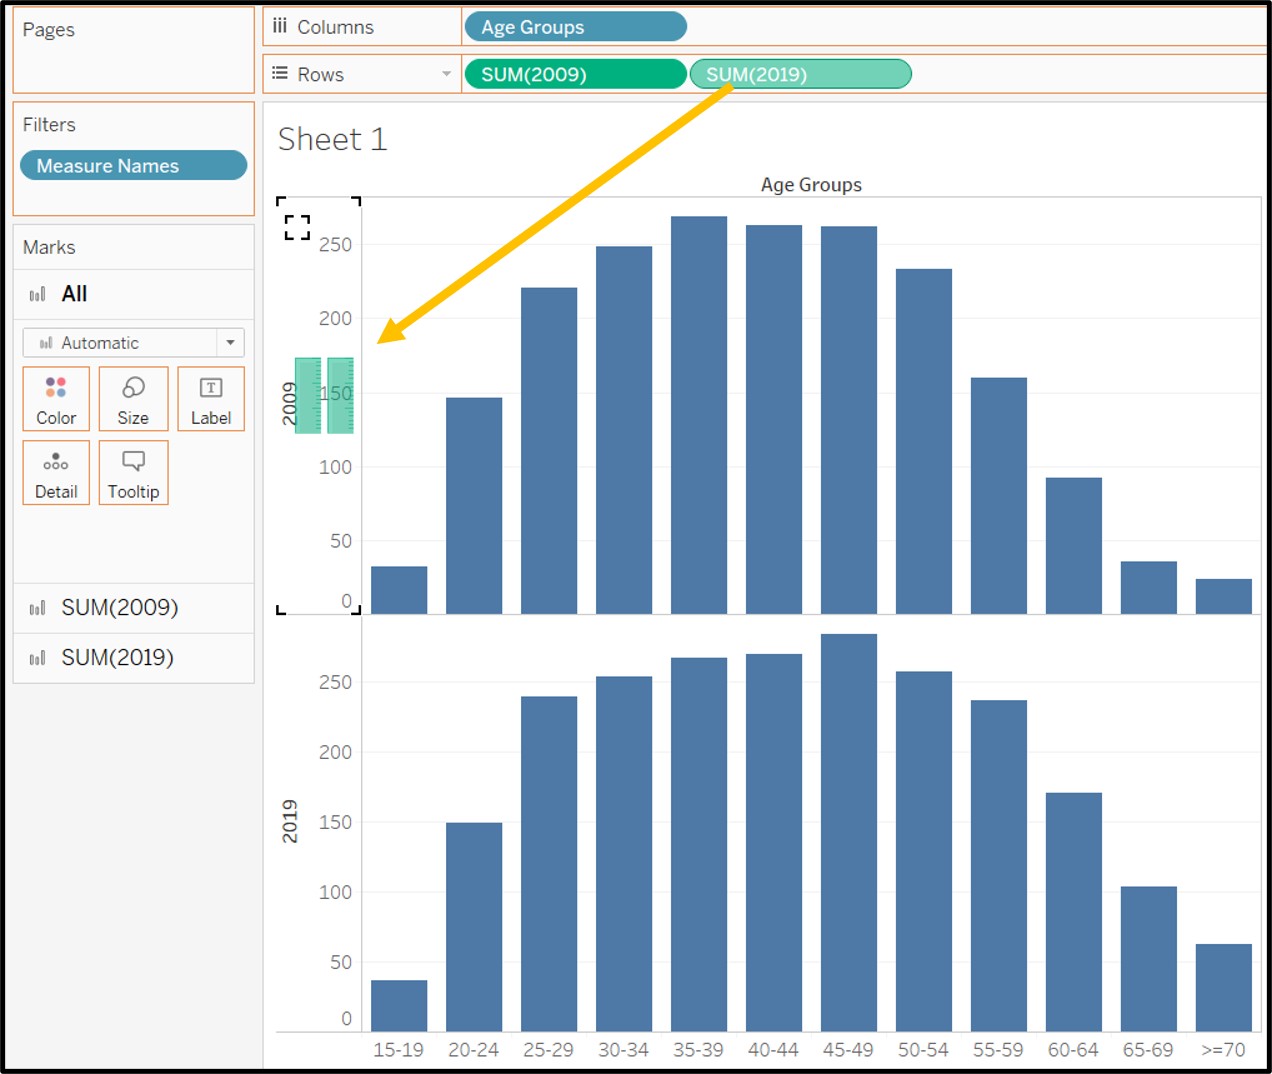 Pages
Columns
Age Groups
Rows
SUM(2009)
SUM(2019)
Filters
Measure Names
Marks
All
Automatic
Color
Size
Label
Detail
Tooltip
SUM(2009)
SUM(2019)
Sheet 1
Age Groups
2009
250
200
150
100
50
0
2019
250
200
150
100
50
0
15-19 20-24 25-29 30-34 35-39 40-44 45-49 50-54 55-59 60-64 65-69 >=70